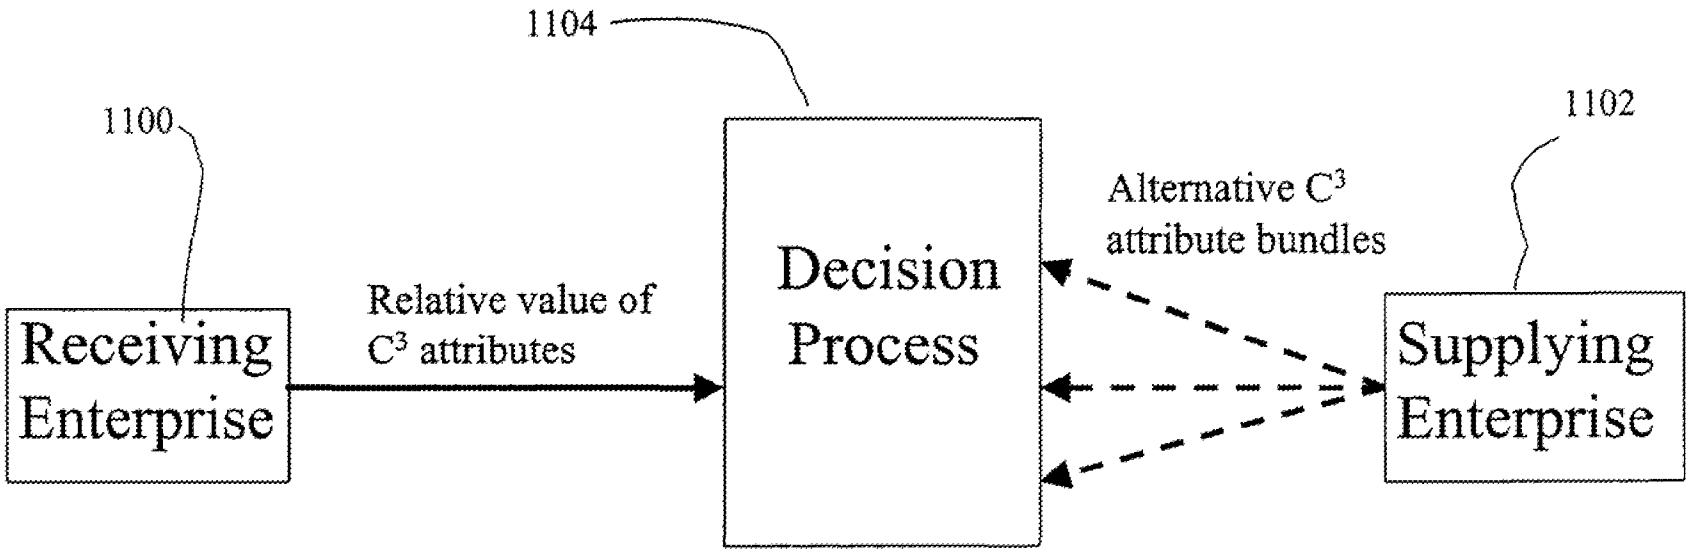 1104
1102
1100
Alternative C³
attribute bundles
Decision
Process
Relative value of
C³ attributes
Receiving
Enterprise
Supplying
Enterprise